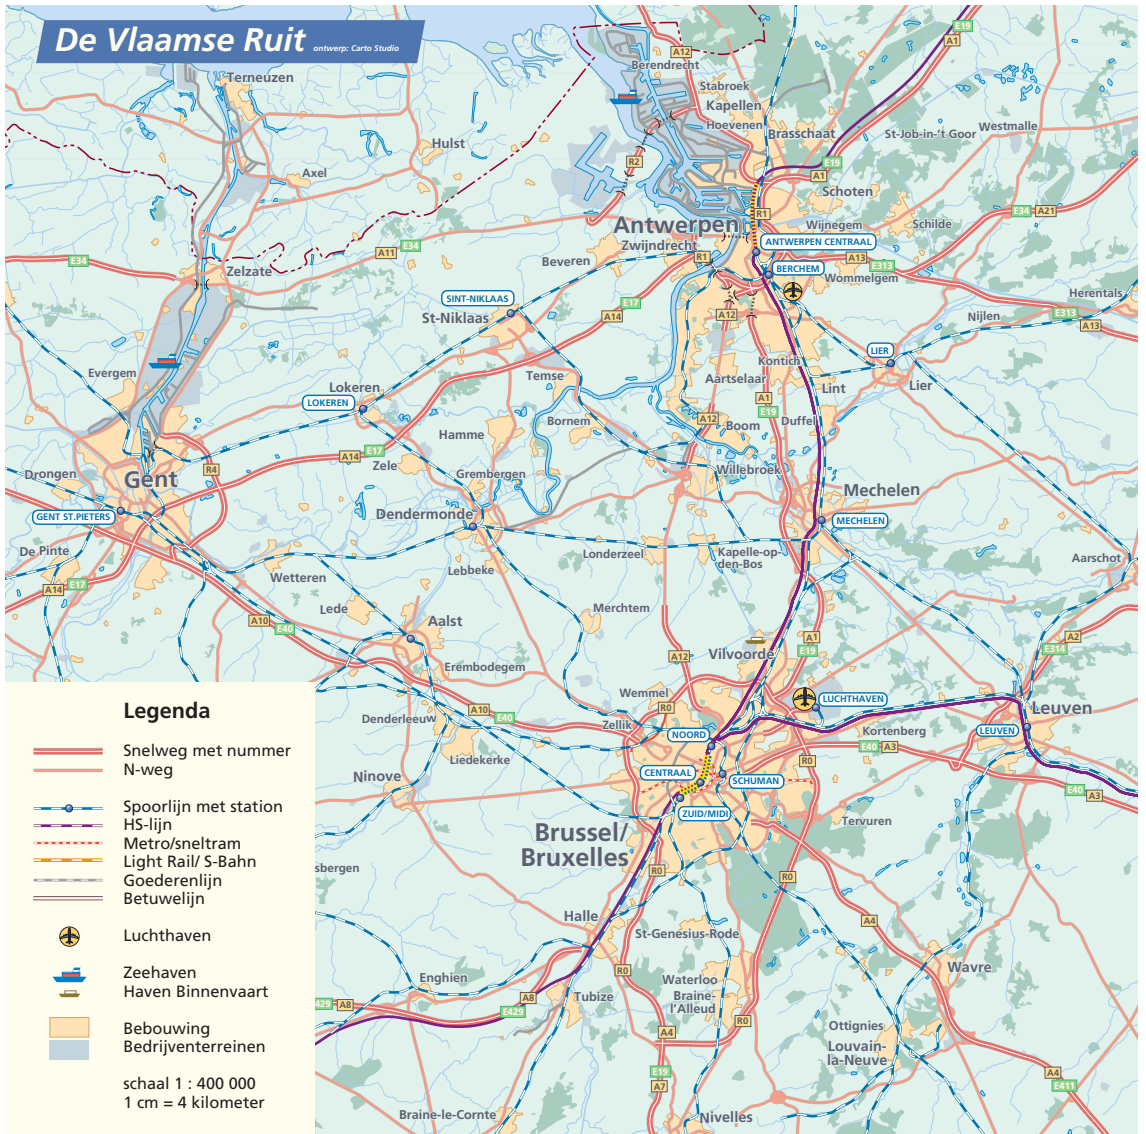 De Vlaamse Ruit
ontwerp: Carto Studio
E19
A1
A12
Berendrecht
Terneuzen
Stabroek
Kapellen
Hoevenen
Brasschaat
St-Job-in-'t Goor
Westmalle
Hulst
R2
E19
A1
Axel
Schoten
R1
E34
A21
Antwerpen
Wijnegem
Schilde
Zwijndrecht
ANTWERPEN CENTRAAL
E34
A11
E34
Beveren
R1
A13
E313
BERCHEM
Wommelgem
Zelzate
Herentals
SINT-NIKLAAS
St-Niklaas
E17
A14
A12
Nijlen
E313
A13
LIER
Evergem
Kontich
Lier
Temse
Aartselaar
Lint
Lokeren
LOKEREN
A1
E19
Duffel
Hamme
Bornem
A12
Boom
E17
A14
Zele
Drongen
R4
Grembergen
Willebroek
Gent
Mechelen
GENT ST.PIETERS
Dendermonde
MECHELEN
De Pinte
Londerzeel
Kapelle-op-
den-Bos
Aarschot
E17
A14
Wetteren
Lebbeke
Lede
Merchtem
A10
E40
Aalst
A1
E19
A2
E314
Vilvoorde
A12
Erembodegem
Wemmel
LUCHTHAVEN
R0
Leuven
Denderleeuw
A10
E40
Zellik
NOORD
Kortenberg
LEUVEN
E40
A3
Liedekerke
R0
Ninove
CENTRAAL
SCHUMAN
E40
A3
ZUID/MIDI
Tervuren
Brussel/
Bruxelles
sbergen
R0
R0
Halle
A4
St-Genesius-Rode
Enghien
R0
Waterloo
Wavre
429
A8
A8
E429
Tubize
Braine-
l'Alleud
R0
Ottignies
Louvain-
la-Neuve
A4
E19
A7
A4
E411
Braine-le-Cornte
Nivelles
Legenda
Snelweg met nummer
N-weg
Spoorlijn met station
HS-lijn
Metro/sneltram
Light Rail/ S-Bahn
Goederenlijn
Betuwelijn
Luchthaven
Zeehaven
Haven Binnenvaart
Bebouwing
Bedrijventerreinen
schaal 1 : 400 000
1 cm = 4 kilometer